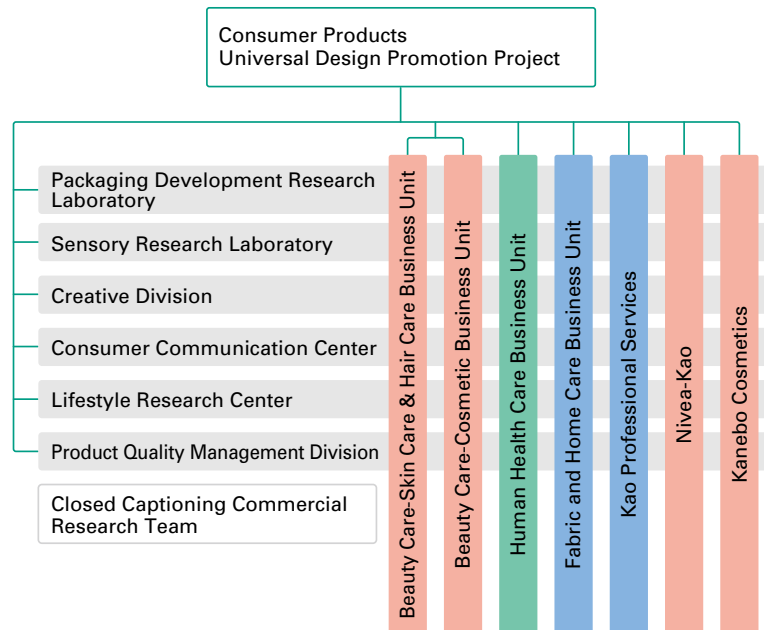 Consumer Products
Universal Design Promotion Project
Packaging Development Research
Laboratory
Sensory Research Laboratory
Creative Division
Consumer Communication Center
Lifestyle Research Center
Product Quality Management Division
Closed Captioning Commercial
Research Team
Beauty Care-Skin Care & Hair Care Business Unit
Beauty Care-Cosmetic Business Unit
Human Health Care Business Unit
Fabric and Home Care Business Unit
Kao Professional Services
Nivea-Kao
Kanebo Cosmetics